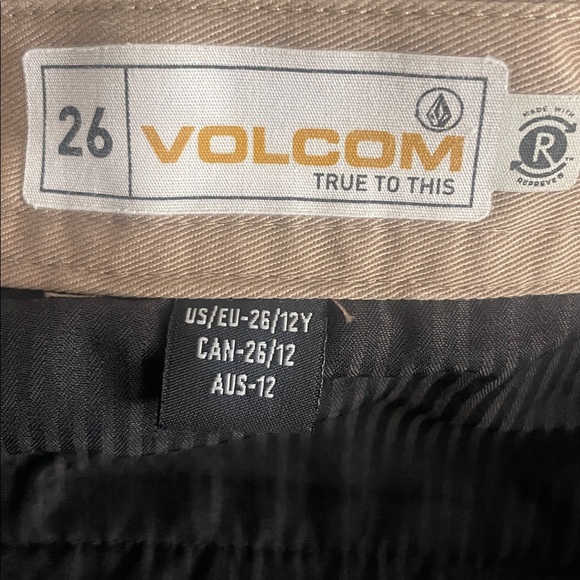 26
VOLCOM
TRUE TO THIS
MADE WITH
R
REPREVE®
US/EU-26/12Y
CAN-26/12
AUS-12